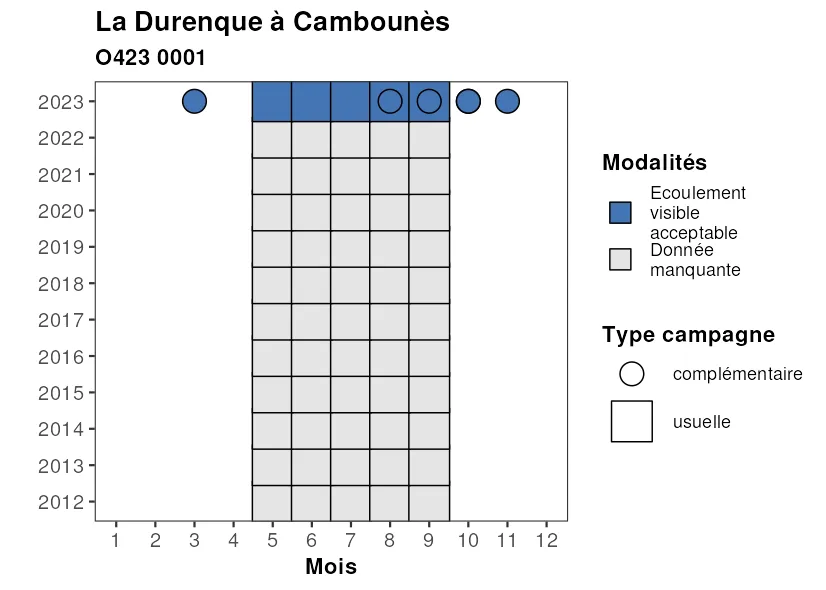 La Durenque à Cambounès
O423 0001
2023
2022
2021
2020
2019
2018
2017
2016
2015
2014
2013
2012
1 2 3 4 5 6 7 8 9 10 11 12
Mois
Modalités
Ecoulement
visible
acceptable
Donnée
manquante
Type campagne
complémentaire
usuelle